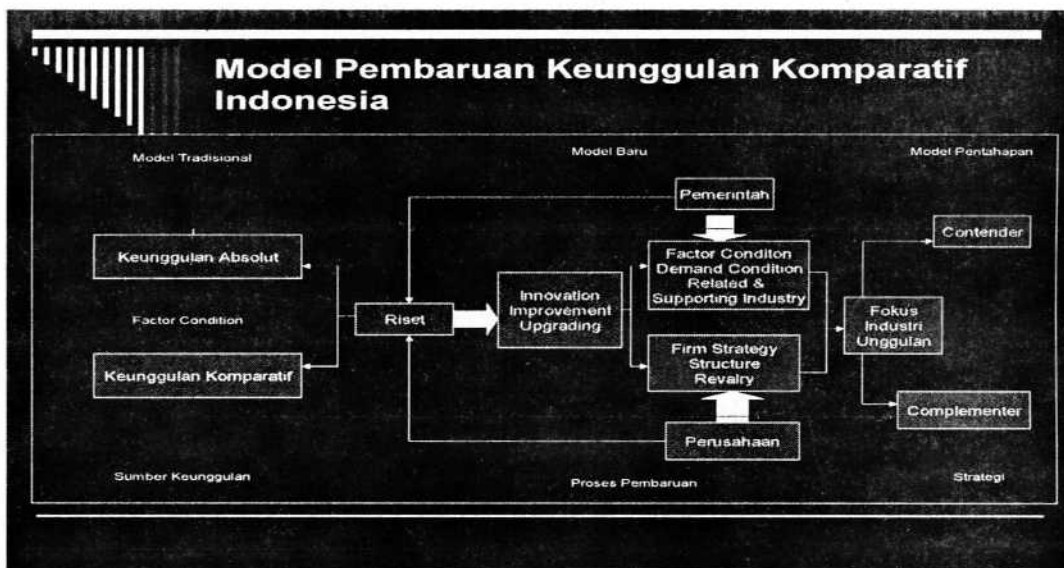 Model Pembaruan Keunggulan Komparatif
Indonesia
Model Tradisional
Model Baru
Model Pentahapan
Pemerintah
Contender
Keunggulan Absolut
Factor Conditon
Demand Condition
Related &
Supporting Industry
Innovation
Improvement
Upgrading
Factor Condition
Riset
Fokus
Industri
Unggulan
Firm Strategy
Structure
Revalry
Keunggulan Komparatif
Complementer
Perusahaan
Sumber Keunggulan
Proses Pembaruan
Strategi